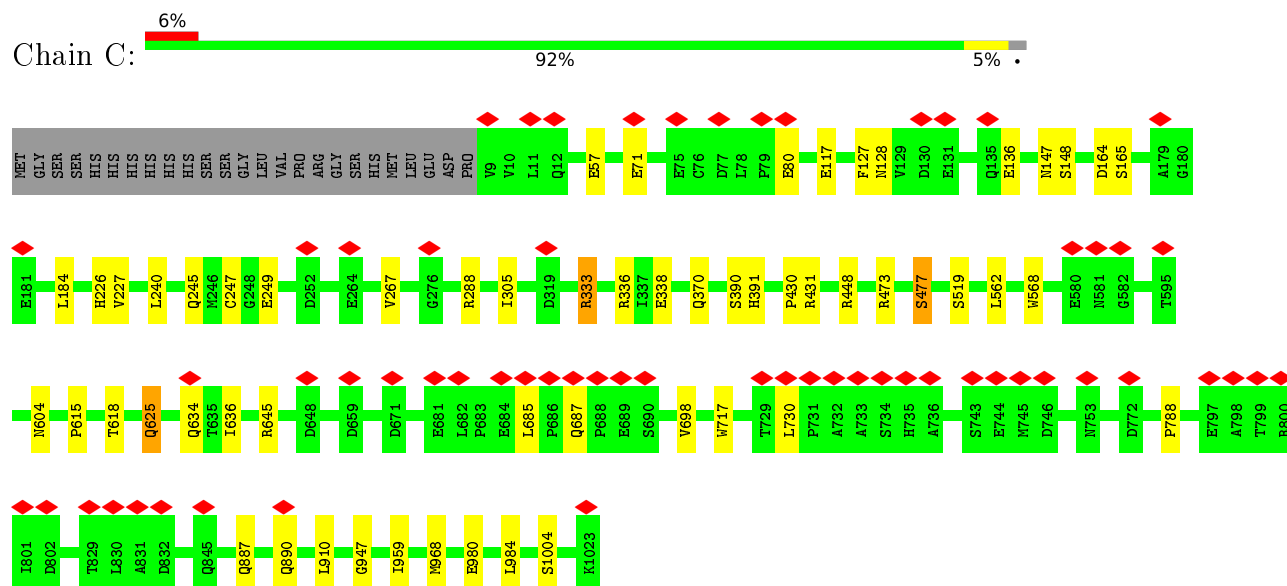 6%
Chain C:
92% 5% •
MET GLY SER SER HIS HIS HIS HIS HIS HIS SER SER GLY LEU VAL PRO ARG GLY SER HIS MET LEU GLU ASP PRO V9 V10 L11 Q12 E57 E71 E75 C76 D77 L78 P79 E80 E117 F127 N128 V129 D130 E131 Q135 E136 N147 S148 D164 S165 A179 G180
E181 L184 H226 V227 L240 Q245 M246 C247 G248 E249 D252 E264 V267 G276 R288 I305 D319 R333 R336 I337 E338 Q370 S390 H391 P430 R431 R448 R473 S477 S519 L562 W568 E580 N581 G582 T595
N604 P615 T618 Q625 Q634 T635 I636 R645 D648 D659 D671 E681 L682 P683 E684 L685 P686 Q687 P688 E689 S690 V698 W717 T729 L730 P731 A732 A733 S734 H735 A736 S743 E744 M745 D746 N753 D772 P788 E797 A798 T799 R800
I801 D802 T829 L830 A831 D832 Q845 Q887 Q890 L910 G947 I959 M968 E980 L984 S1004 K1023